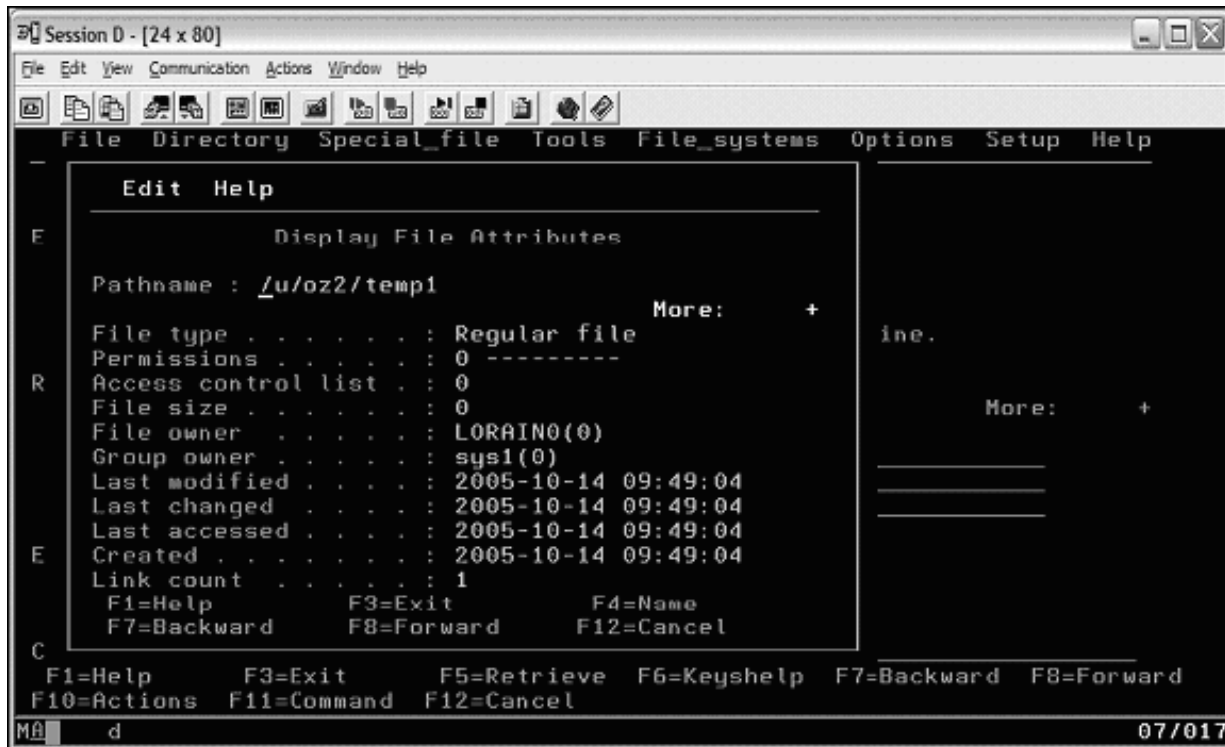 Session D - [24 x 80]
File Edit View Communication Actions Window Help
File Directory Special_file Tools File_systems Options Setup Help
Edit Help
E Display File Attributes
Pathname : /u/oz2/temp1
More: +
File type . . . . . . : Regular file ine.
Permissions . . . . . : 0 ---------
R Access control list . : 0
File size . . . . . . : 0 More: +
File owner . . . . . : LORAIN0(0)
Group owner . . . . . : sys1(0)
Last modified . . . . : 2005-10-14 09:49:04
Last changed . . . . : 2005-10-14 09:49:04
Last accessed . . . . : 2005-10-14 09:49:04
E Created . . . . . . . : 2005-10-14 09:49:04
Link count . . . . . : 1
F1=Help F3=Exit F4=Name
F7=Backward F8=Forward F12=Cancel
C
F1=Help F3=Exit F5=Retrieve F6=Keyshelp F7=Backward F8=Forward
F10=Actions F11=Command F12=Cancel
MA d 07/017